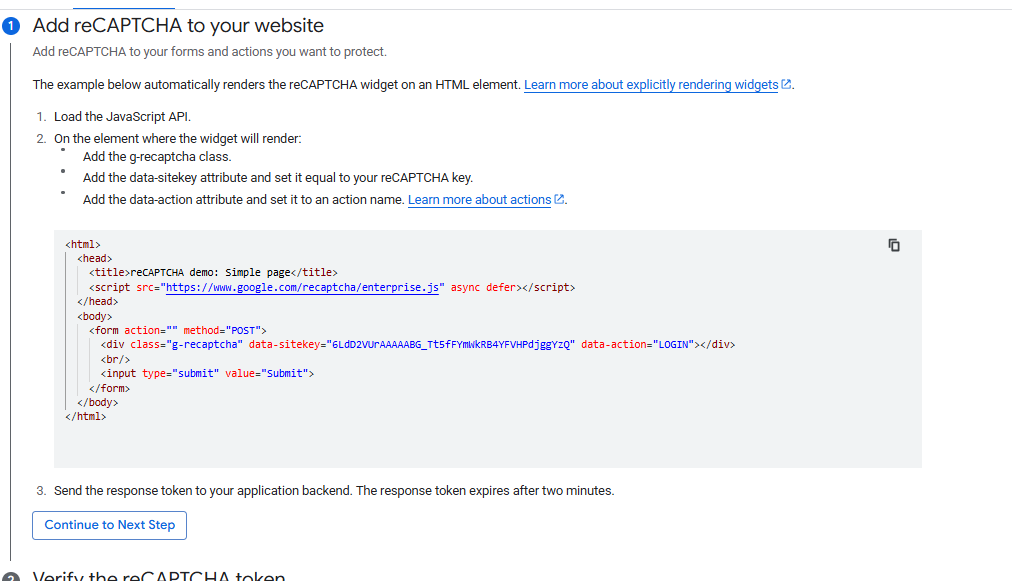 1 Add reCAPTCHA to your website
Add reCAPTCHA to your forms and actions you want to protect.
The example below automatically renders the reCAPTCHA widget on an HTML element. Learn more about explicitly rendering widgets.
1. Load the JavaScript API.
2. On the element where the widget will render:
• Add the g-recaptcha class.
• Add the data-sitekey attribute and set it equal to your reCAPTCHA key.
• Add the data-action attribute and set it to an action name. Learn more about actions.
<html>
<head>
<title>reCAPTCHA demo: Simple page</title>
<script src="https://www.google.com/recaptcha/enterprise.js" async defer></script>
</head>
<body>
<form action="" method="POST">
<div class="g-recaptcha" data-sitekey="6LdD2VUrAAAAABG_Tt5fFYmWkRB4YFVHPdjggYzQ" data-action="LOGIN"></div>
<br/>
<input type="submit" value="Submit">
</form>
</body>
</html>
3. Send the response token to your application backend. The response token expires after two minutes.
Continue to Next Step
2 Verify the reCAPTCHA token